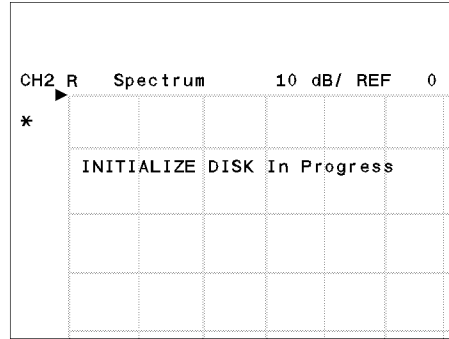 CH2 R Spectrum 10 dB/ REF 0
*
INITIALIZE DISK In Progress